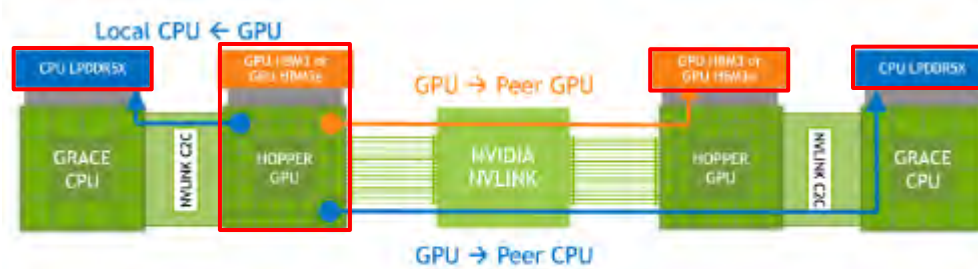 Local CPU ← GPU
CPU LPDDR5X
GPU HBM3 or
GPU HBM3e
GPU → Peer GPU
GPU HBM3 or
GPU HBM3e
CPU LPDDR5X
GRACE
CPU
NVLINK C2C
HOPPER
GPU
NVIDIA
NVLINK
HOPPER
GPU
NVLINK C2C
GRACE
CPU
GPU → Peer CPU